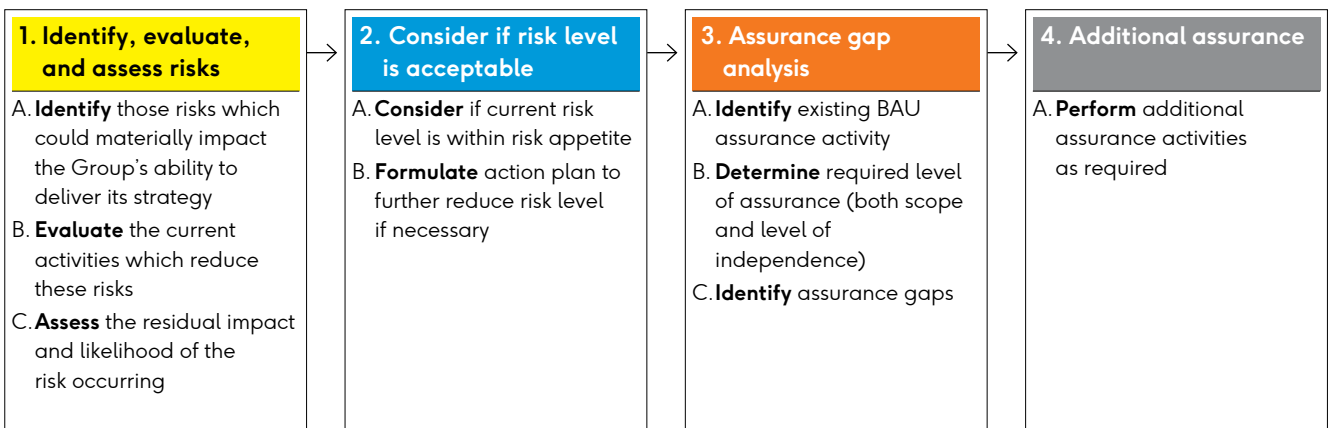 1. Identify, evaluate,
and assess risks
A. Identify those risks which
could materially impact
the Group's ability to
deliver its strategy
B. Evaluate the current
activities which reduce
these risks
C. Assess the residual impact
and likelihood of the
risk occurring
2. Consider if risk level
is acceptable
A. Consider if current risk
level is within risk appetite
B. Formulate action plan to
further reduce risk level
if necessary
3. Assurance gap
analysis
A. Identify existing BAU
assurance activity
B. Determine required level
of assurance (both scope
and level of
independence)
C. Identify assurance gaps
4. Additional assurance
A. Perform additional
assurance activities
as required